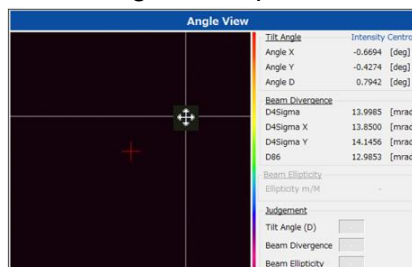 Angle View
Tilt Angle Intensity Centro
Angle X -0.6694 [deg]
Angle Y -0.4274 [deg]
Angle D 0.7942 [deg]
Beam Divergence
D4Sigma 13.9985 [mrad
D4Sigma X 13.8500 [mrad
D4Sigma Y 14.1456 [mrad
D86 12.9853 [mrad
Beam Ellipticity
Ellipticity m/M -
Judgement
Tilt Angle (D) -
Beam Divergence -
Beam Ellipticity